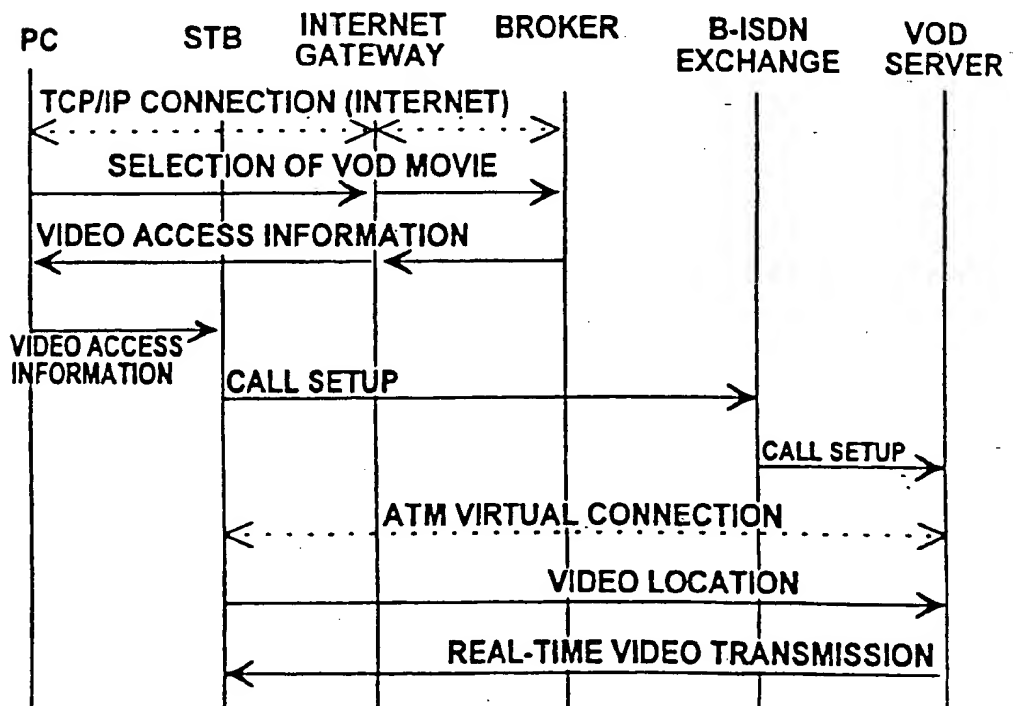 PC
STB
INTERNET
GATEWAY
BROKER
B-ISDN
EXCHANGE
VOD
SERVER
TCP/IP CONNECTION (INTERNET)
SELECTION OF VOD MOVIE
VIDEO ACCESS INFORMATION
VIDEO ACCESS
INFORMATION
CALL SETUP
CALL SETUP
ATM VIRTUAL CONNECTION
VIDEO LOCATION
REAL-TIME VIDEO TRANSMISSION